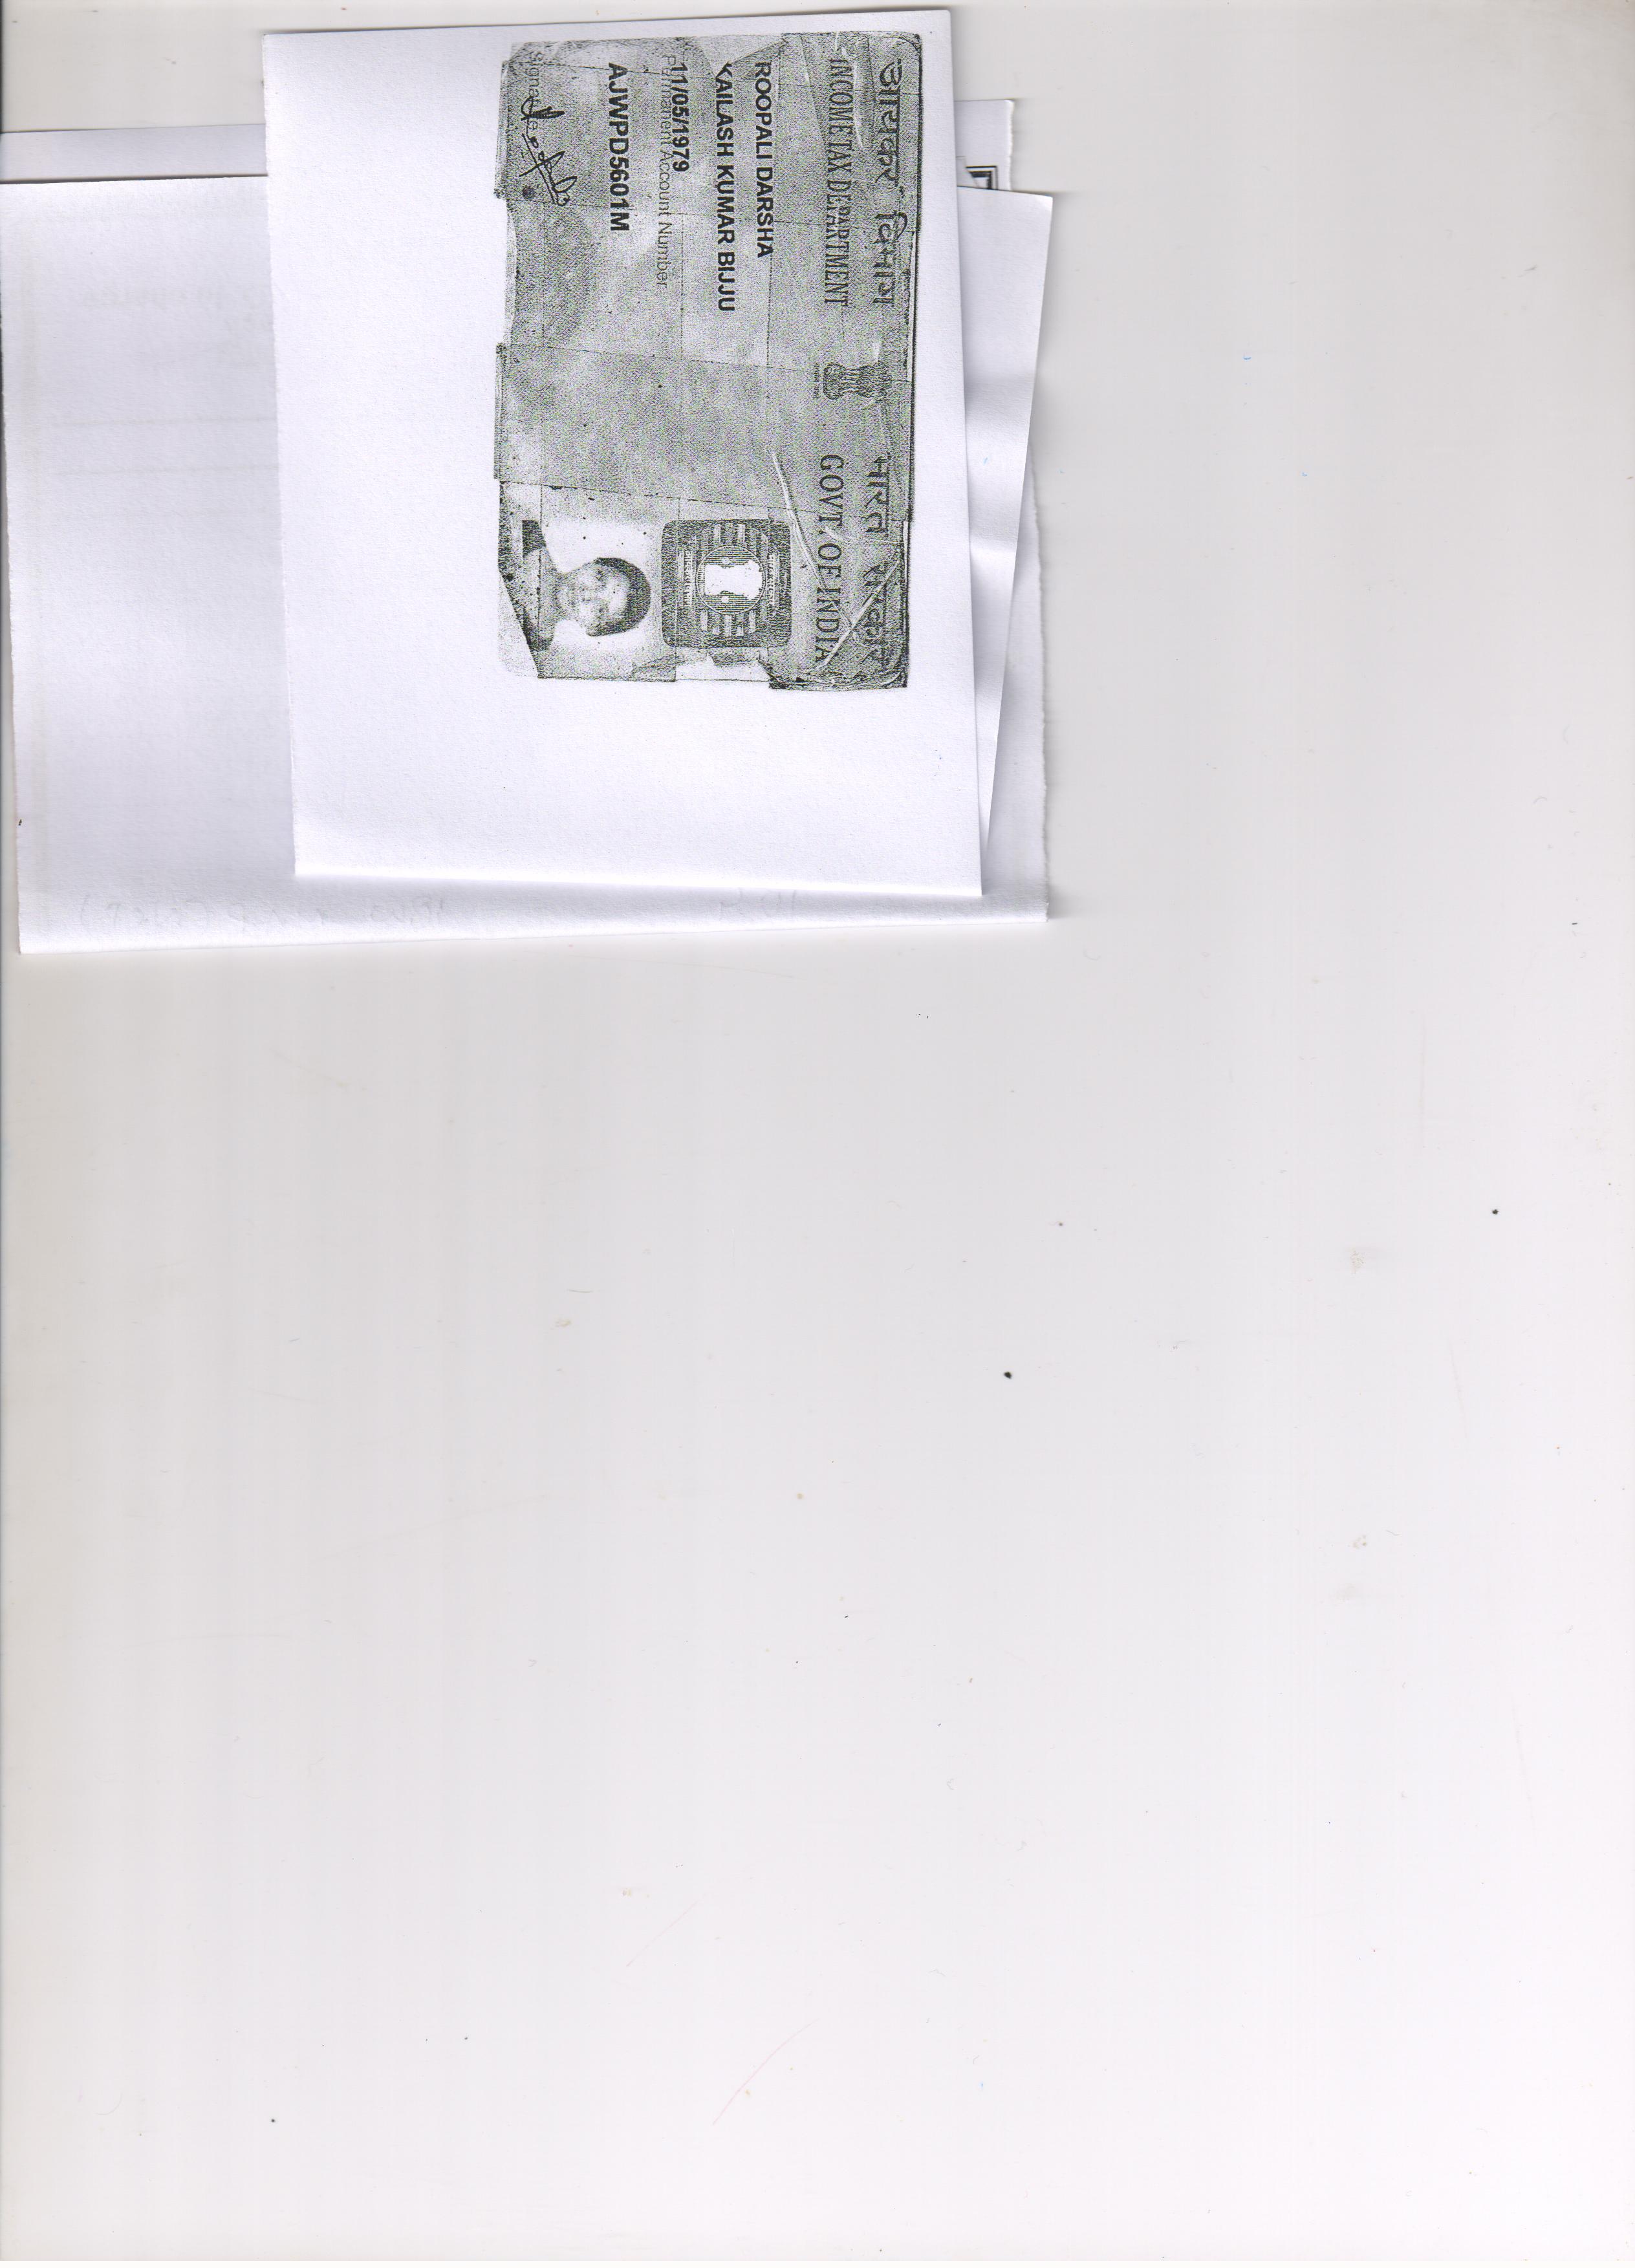 आयकर विभाग
INCOME TAX DEPARTMENT
भारत सरकार
GOVT. OF INDIA
ROOPALI DARSHA
KAILASH KUMAR BIJJU
11/05/1979
Permanent Account Number
AJWPD5601M
Signature